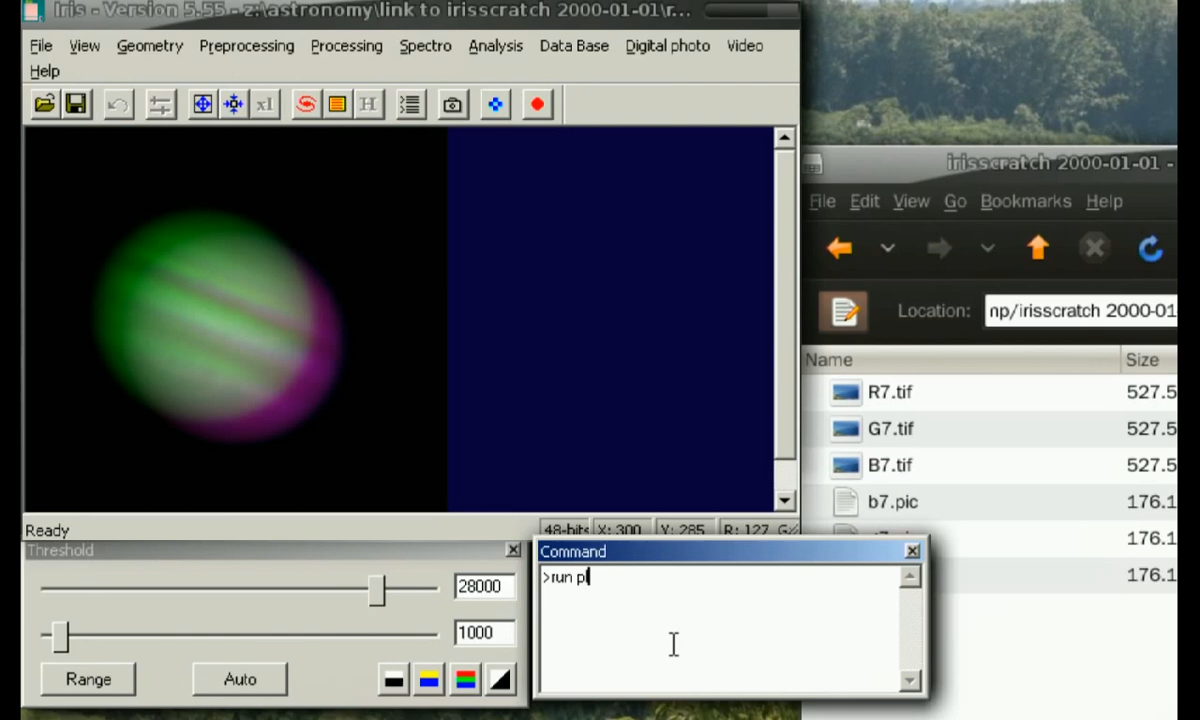 Iris - Version 5.55 - z:\astronomy\link to irisscratch 2000-01-01\r...
File View Geometry Preprocessing Processing Spectro Analysis Data Base Digital photo Video
Help
x1 H
irisscratch 2000-01-01 -
File Edit View Go Bookmarks Help
Location: np/irisscratch 2000-01
Name Size
R7.tif 527.5
G7.tif 527.5
B7.tif 527.5
b7.pic 176.1
176.1
176.1
Ready
48-bits X: 300 Y: 285 R: 127
Threshold
28000
1000
Range Auto
Command
>run pl